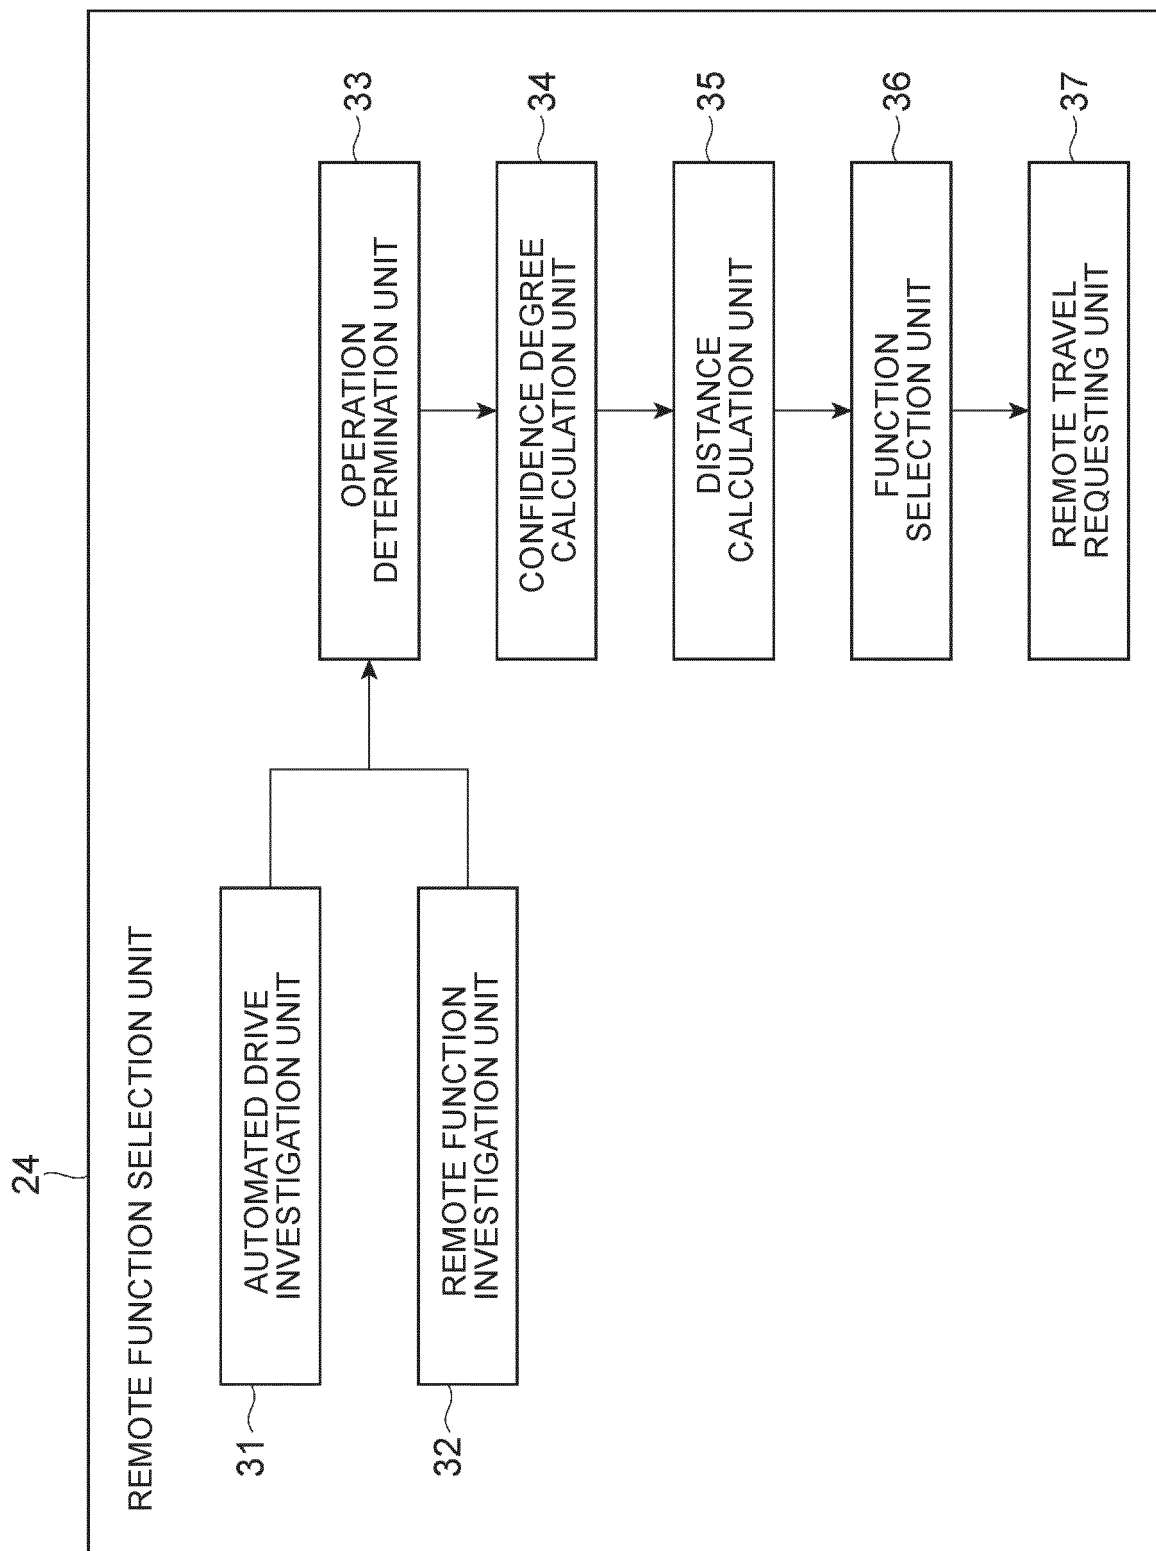 24
REMOTE FUNCTION SELECTION UNIT
31
AUTOMATED DRIVE
INVESTIGATION UNIT
32
REMOTE FUNCTION
INVESTIGATION UNIT
33
OPERATION
DETERMINATION UNIT
34
CONFIDENCE DEGREE
CALCULATION UNIT
35
DISTANCE
CALCULATION UNIT
36
FUNCTION
SELECTION UNIT
37
REMOTE TRAVEL
REQUESTING UNIT